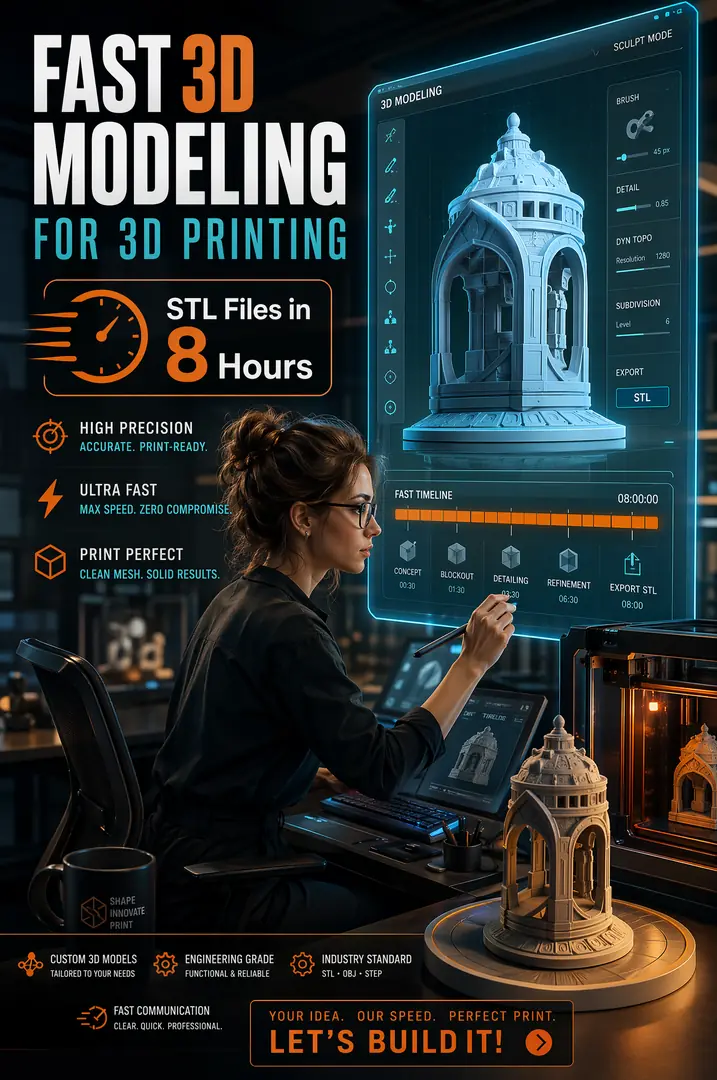 FAST 3D
MODELING
FOR 3D PRINTING
STL Files in
8 Hours
HIGH PRECISION
ACCURATE. PRINT-READY.
ULTRA FAST
MAX SPEED. ZERO COMPROMISE.
PRINT PERFECT
CLEAN MESH. SOLID RESULTS.
SCULPT MODE
3D MODELING
BRUSH
45 px
DETAIL
0.85
DYN TOPO
Resolution 1280
SUBDIVISION
Level 6
EXPORT
STL
FAST TIMELINE
08:00:00
CONCEPT
00:30
BLOCKOUT
01:30
DETAILING
03:30
REFINEMENT
06:30
EXPORT STL
08:00
TIMELINE
SHAPE
INNOVATE
PRINT
CUSTOM 3D MODELS
TAILORED TO YOUR NEEDS
ENGINEERING GRADE
FUNCTIONAL & RELIABLE
INDUSTRY STANDARD
STL • OBJ • STEP
FAST COMMUNICATION
CLEAR. QUICK. PROFESSIONAL.
YOUR IDEA. OUR SPEED. PERFECT PRINT.
LET'S BUILD IT!